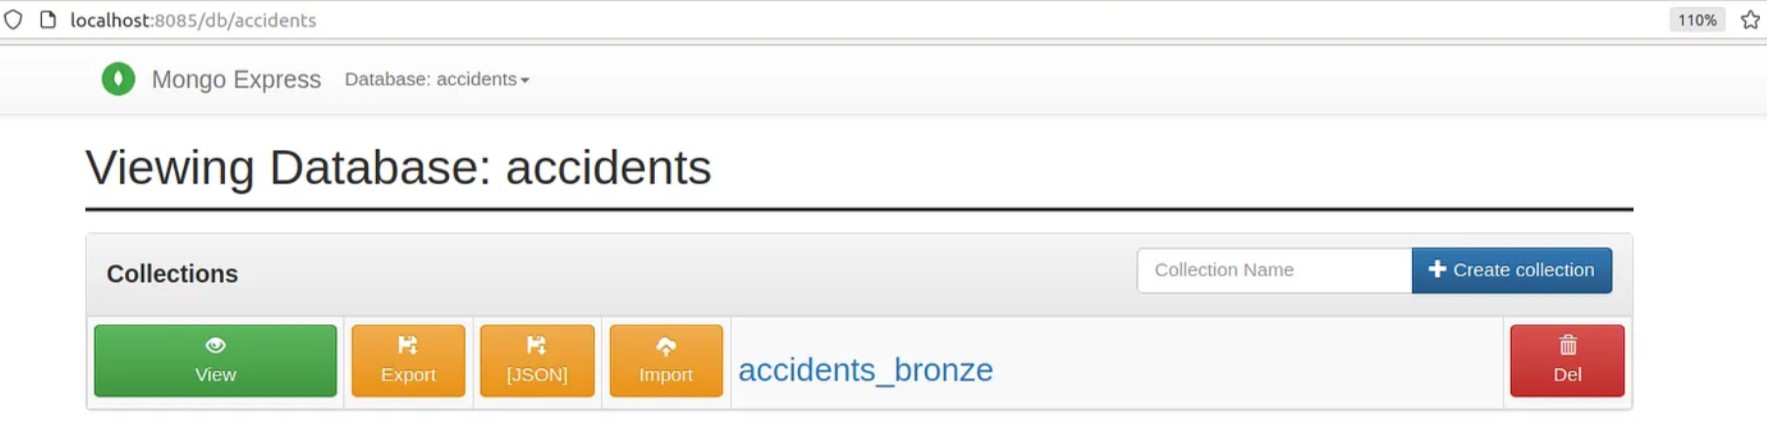 localhost:8085/db/accidents
110%
Mongo Express
Database: accidents
Viewing Database: accidents
Collections
Collection Name
Create collection
View
Export
[JSON]
Import
accidents_bronze
Del